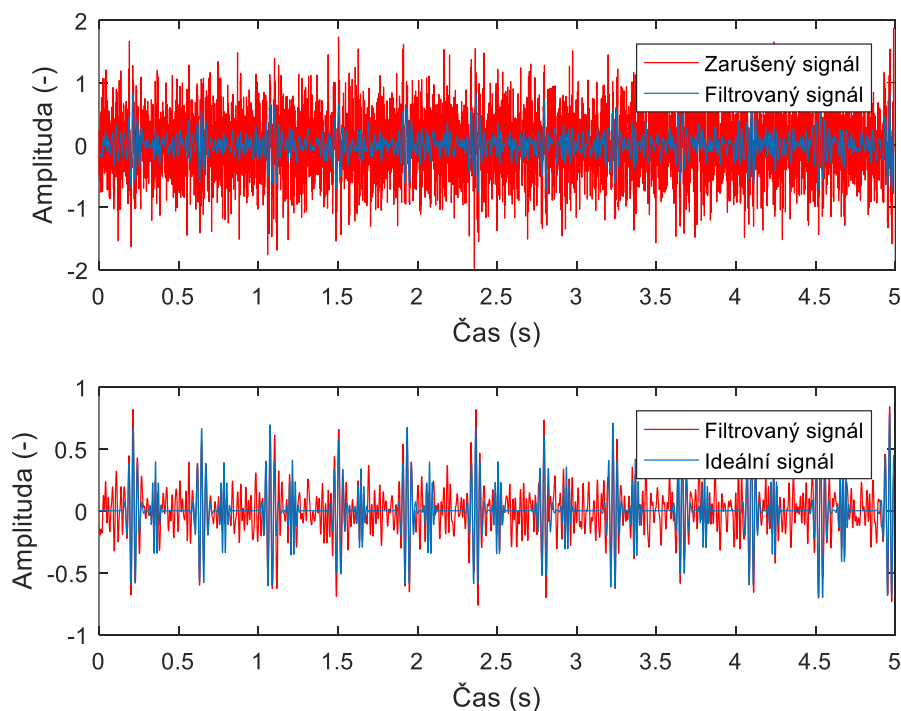 2
1
0
-1
-2
Amplituda (-)
Zarušený signál
Filtrovaný signál
0 0.5 1 1.5 2 2.5 3 3.5 4 4.5 5
Čas (s)
1
0.5
0
-0.5
-1
Amplituda (-)
Filtrovaný signál
Ideální signál
0 0.5 1 1.5 2 2.5 3 3.5 4 4.5 5
Čas (s)